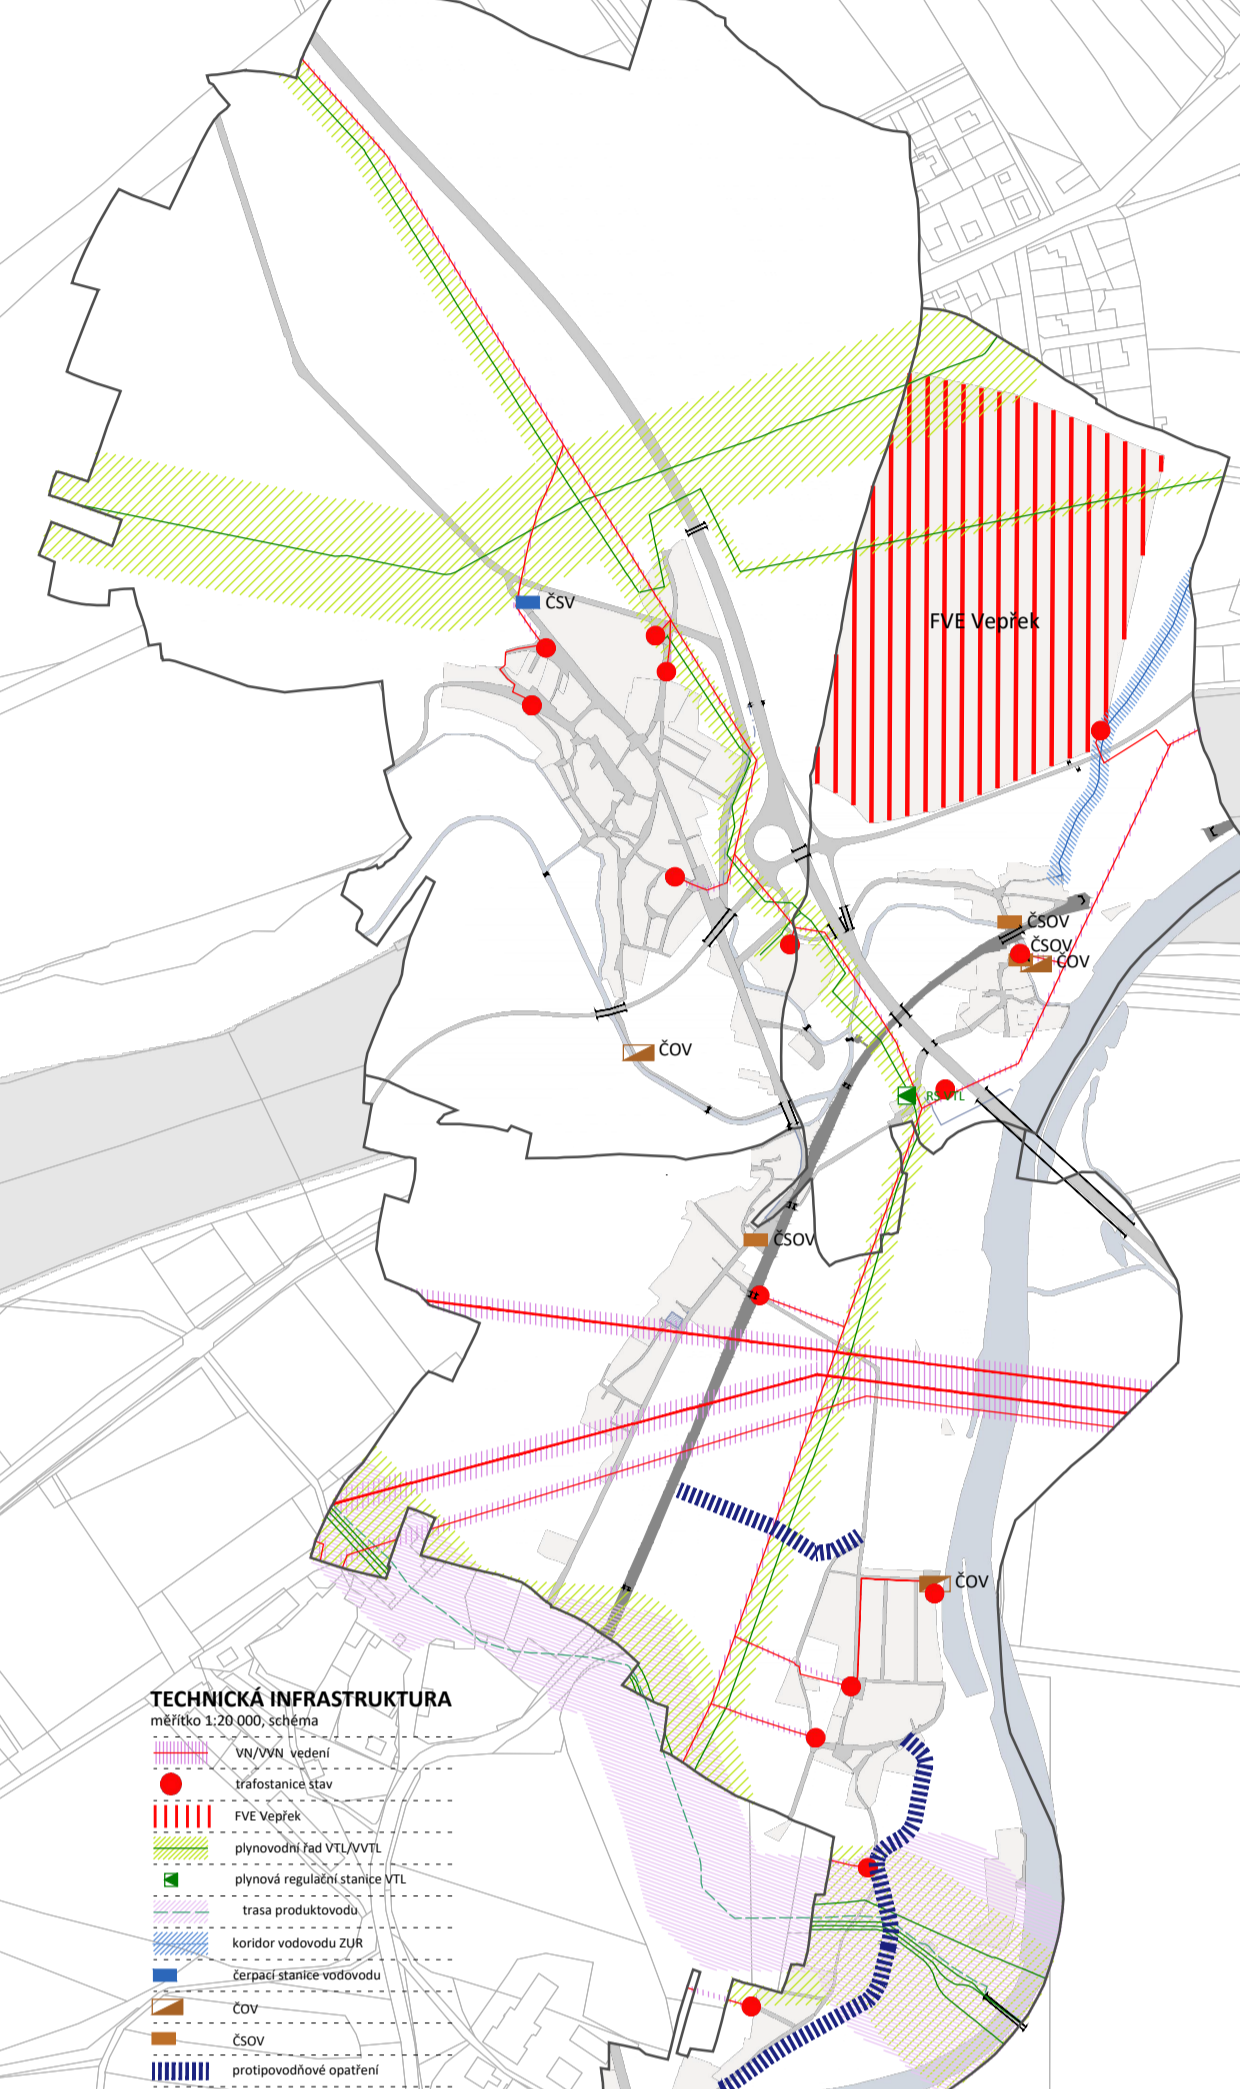 FVE Vepřek
ČSV
ČSOV
ČSOV
ČOV
ČOV
RS VTL
ČSOV
ČOV
TECHNICKÁ INFRASTRUKTURA
měřítko 1:20 000, schéma
VN/VVN vedení
trafostanice stav
FVE Vepřek
plynovodní řad VTL/VVTL
plynová regulační stanice VTL
trasa produktovodu
koridor vodovodu ZUR
čerpací stanice vodovodu
ČOV
ČSOV
protipovodňové opatření